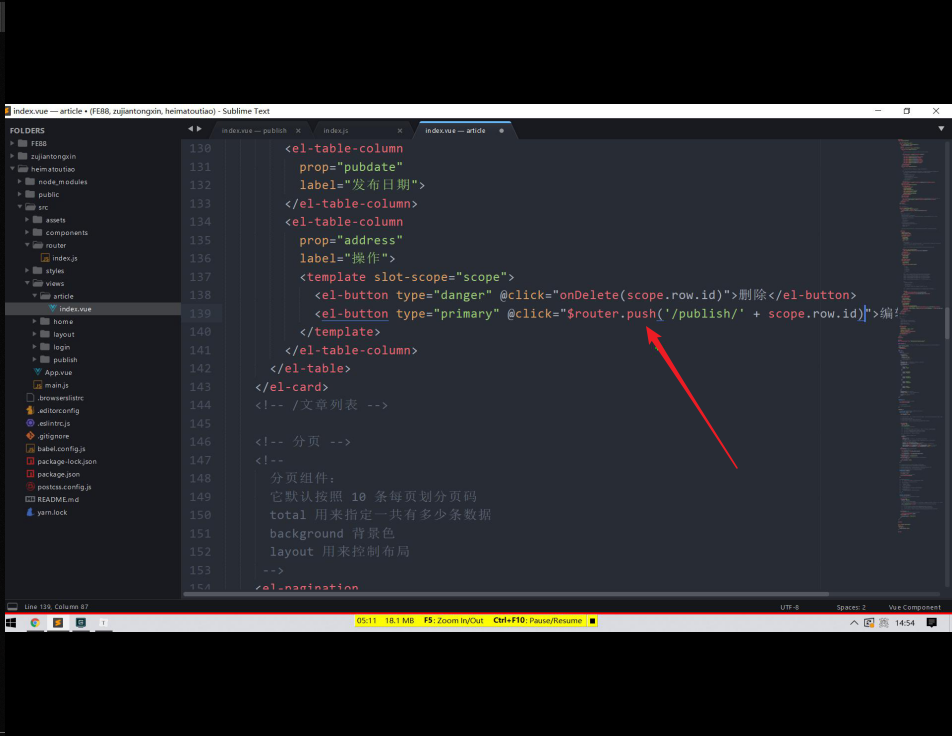 index.vue — article • (FE88, zujiantongxin, heimatoutiao) - Sublime Text
FOLDERS
FE88
zujiantongxin
heimatoutiao
node_modules
public
src
assets
components
router
index.js
styles
views
article
index.vue
home
layout
login
publish
App.vue
main.js
.browserslistrc
.editorconfig
.eslintrc.js
.gitignore
babel.config.js
package-lock.json
package.json
postcss.config.js
README.md
yarn.lock
index.vue — publish
index.js
index.vue — article
130 <el-table-column
131 prop="pubdate"
132 label="发布日期">
133 </el-table-column>
134 <el-table-column
135 prop="address"
136 label="操作">
137 <template slot-scope="scope">
138 <el-button type="danger" @click="onDelete(scope.row.id)">删除</el-button>
139 <el-button type="primary" @click="$router.push('/publish/' + scope.row.id)">编
140 </template>
141 </el-table-column>
142 </el-table>
143 </el-card>
144 <!-- /文章列表 -->
145
146 <!-- 分页 -->
147 <!--
148 分页组件：
149 它默认按照 10 条每页划分页码
150 total 用来指定一共有多少条数据
151 background 背景色
152 layout 用来控制布局
153 -->
154 <el-pagination
Line 139, Column 87
UTF-8
Spaces: 2
Vue Component
05:11 18.1 MB F5: Zoom In/Out Ctrl+F10: Pause/Resume
14:54